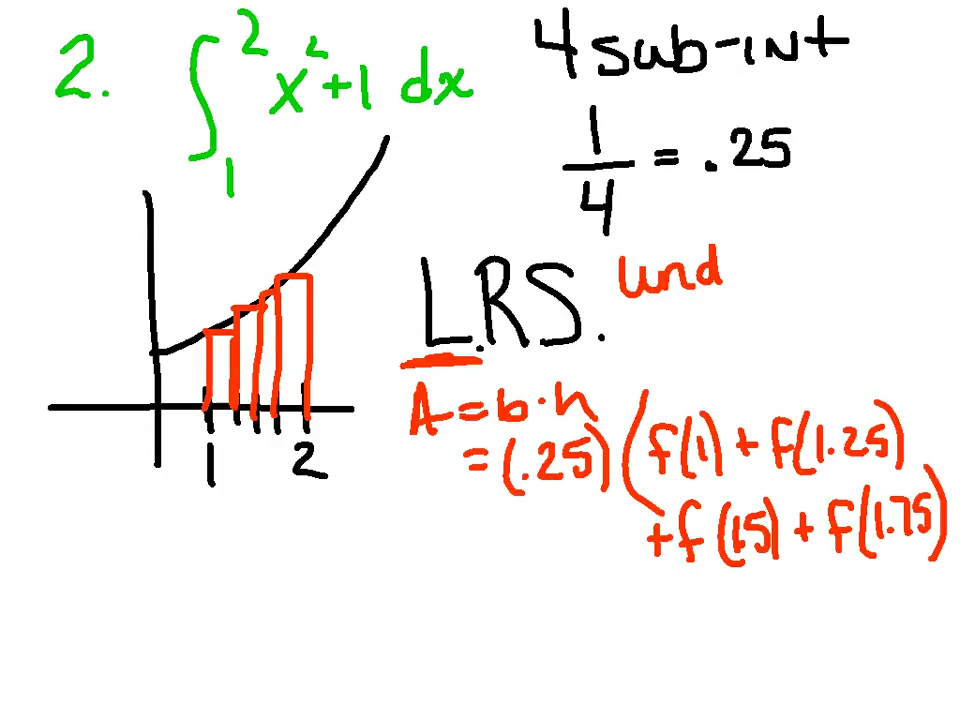 2. ∫₁² x²+1 dx
4 sub-int
1/4 = .25
L.RS. und
A = b·h
= (.25) (f(1) + f(1.25)
+ f(1.5) + f(1.75))
1 2